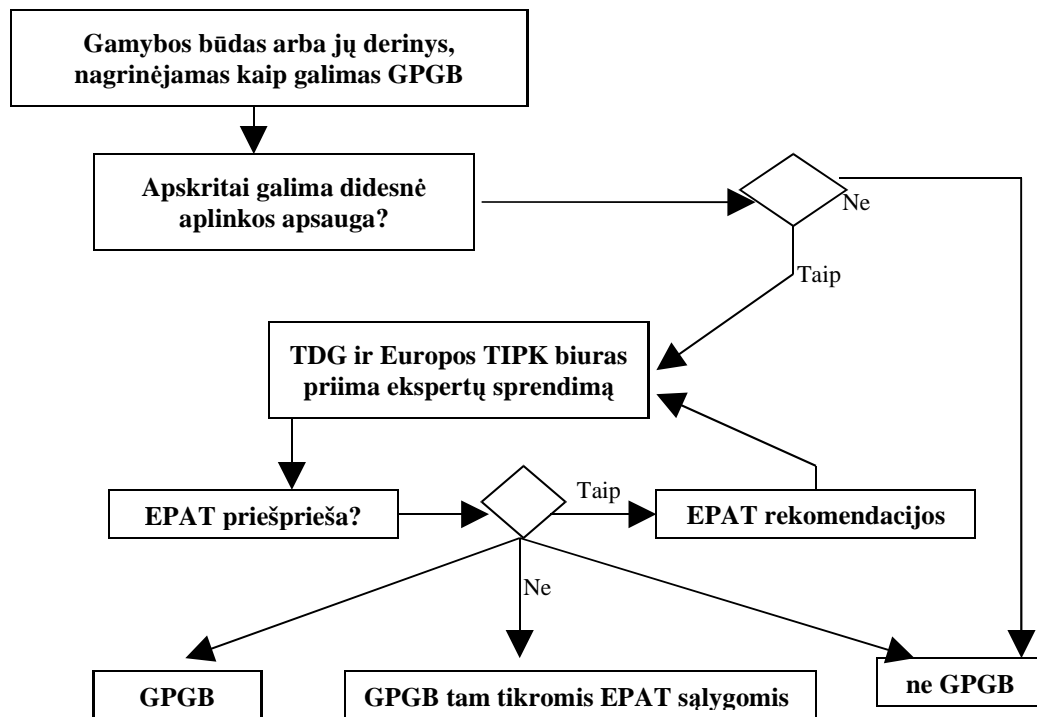 Gamybos būdas arba jų derinys,
nagrinėjamas kaip galimas GPGB
Apskritai galima didesnė
aplinkos apsauga?
Ne
Taip
TDG ir Europos TIPK biuras
priima ekspertų sprendimą
EPAT priešprieša?
Taip
EPAT rekomendacijos
Ne
GPGB
GPGB tam tikromis EPAT sąlygomis
ne GPGB